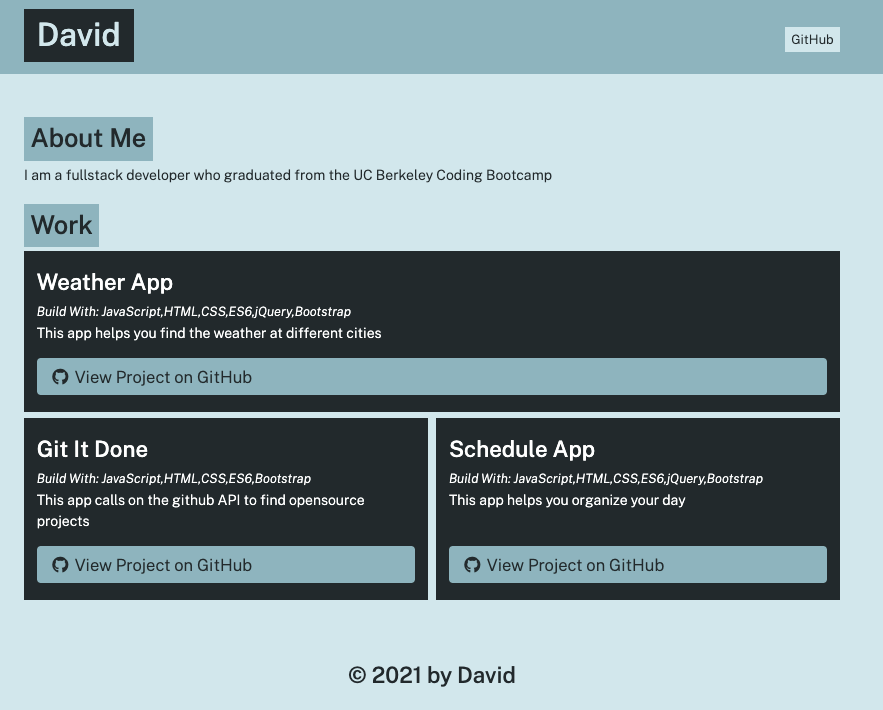 David
GitHub
About Me
I am a fullstack developer who graduated from the UC Berkeley Coding Bootcamp
Work
Weather App
Build With: JavaScript,HTML,CSS,ES6,jQuery,Bootstrap
This app helps you find the weather at different cities
View Project on GitHub
Git It Done
Build With: JavaScript,HTML,CSS,ES6,Bootstrap
This app calls on the github API to find opensource
projects
View Project on GitHub
Schedule App
Build With: JavaScript,HTML,CSS,ES6,jQuery,Bootstrap
This app helps you organize your day
View Project on GitHub
© 2021 by David